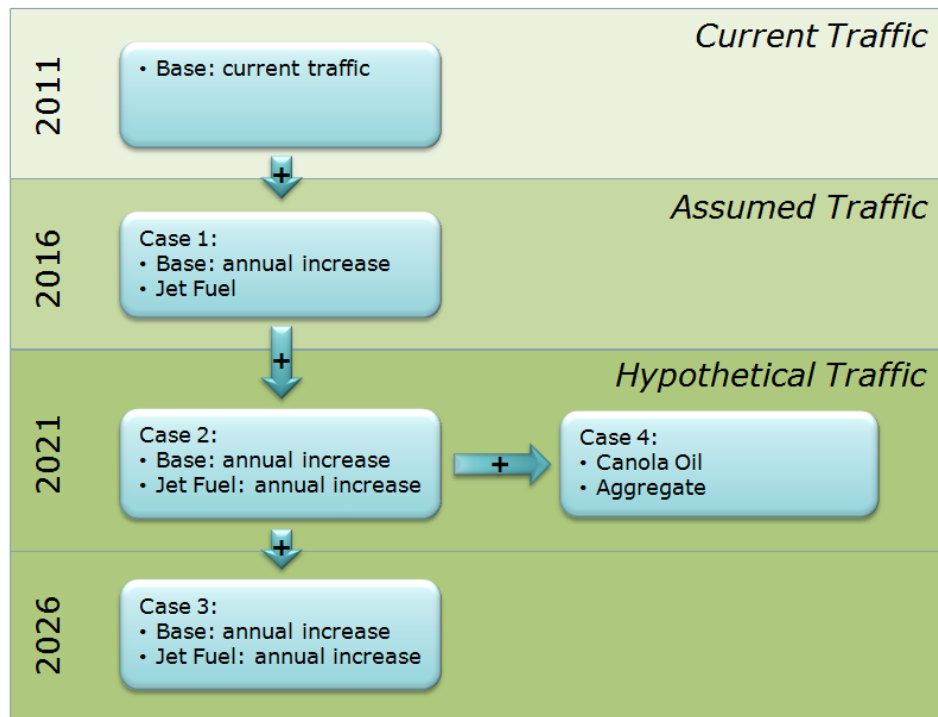 Current Traffic
2011
• Base: current traffic
+
Assumed Traffic
2016
Case 1:
• Base: annual increase
• Jet Fuel
+
Hypothetical Traffic
2021
Case 2:
• Base: annual increase
• Jet Fuel: annual increase
+
Case 4:
• Canola Oil
• Aggregate
+
2026
Case 3:
• Base: annual increase
• Jet Fuel: annual increase